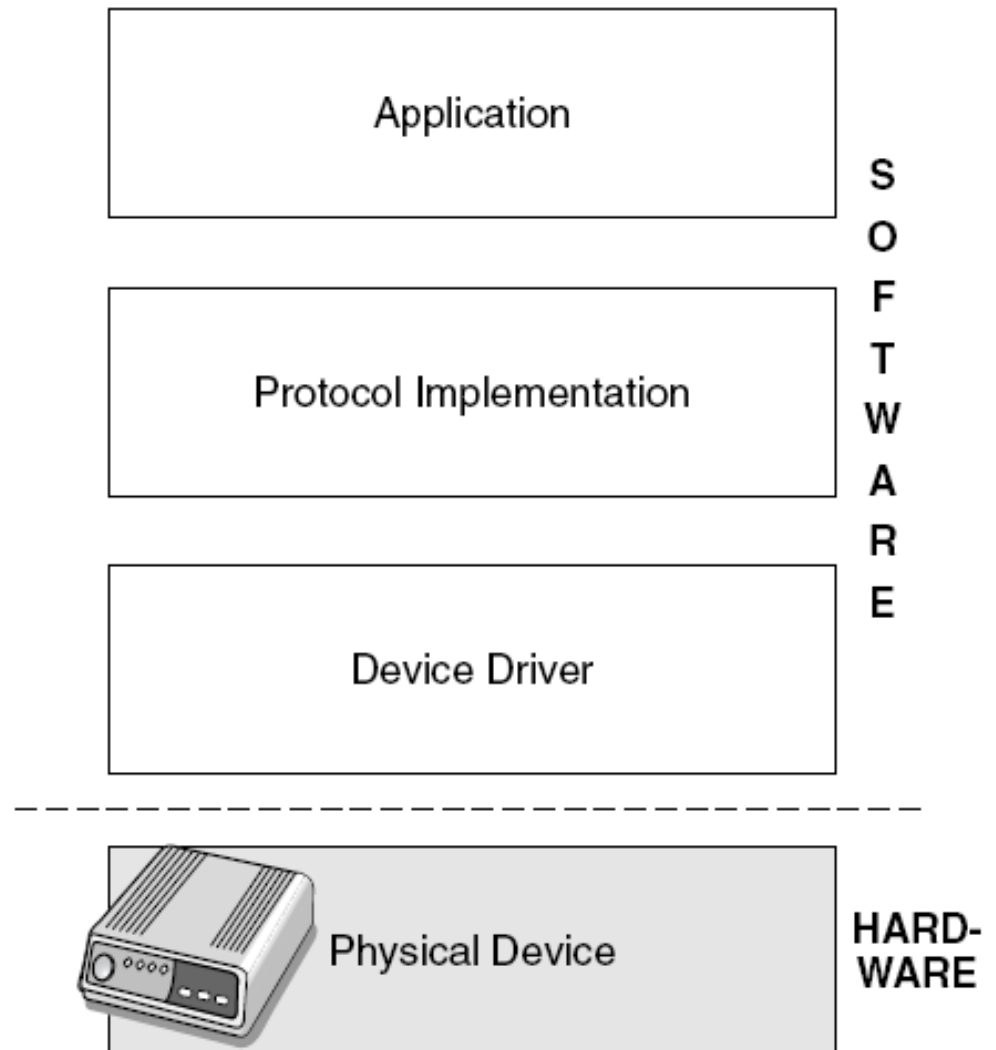 Application
Protocol Implementation
Device Driver
S
O
F
T
W
A
R
E
Physical Device
HARD-
WARE